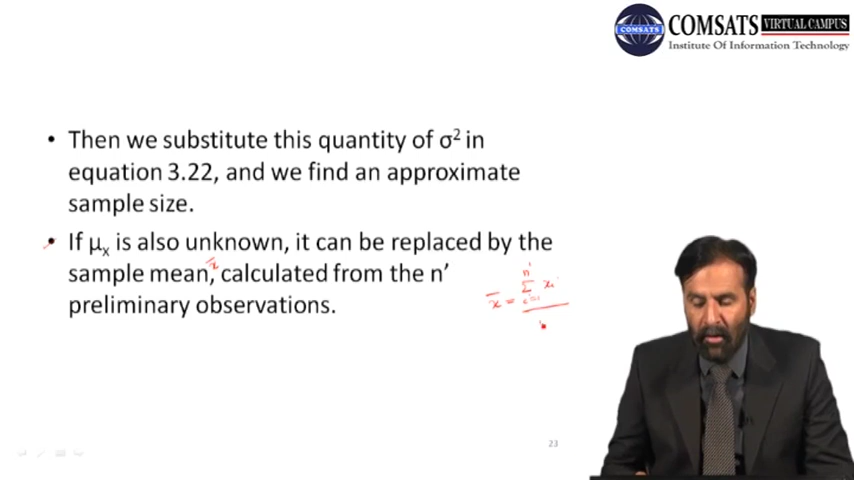 COMSATS VIRTUAL CAMPUS
COMSATS
Institute Of Information Technology
• Then we substitute this quantity of σ² in
equation 3.22, and we find an approximate
sample size.
• If μₓ is also unknown, it can be replaced by the
sample mean, x̄ calculated from the n'
preliminary observations.
n'
x̄ = Σ xᵢ
23